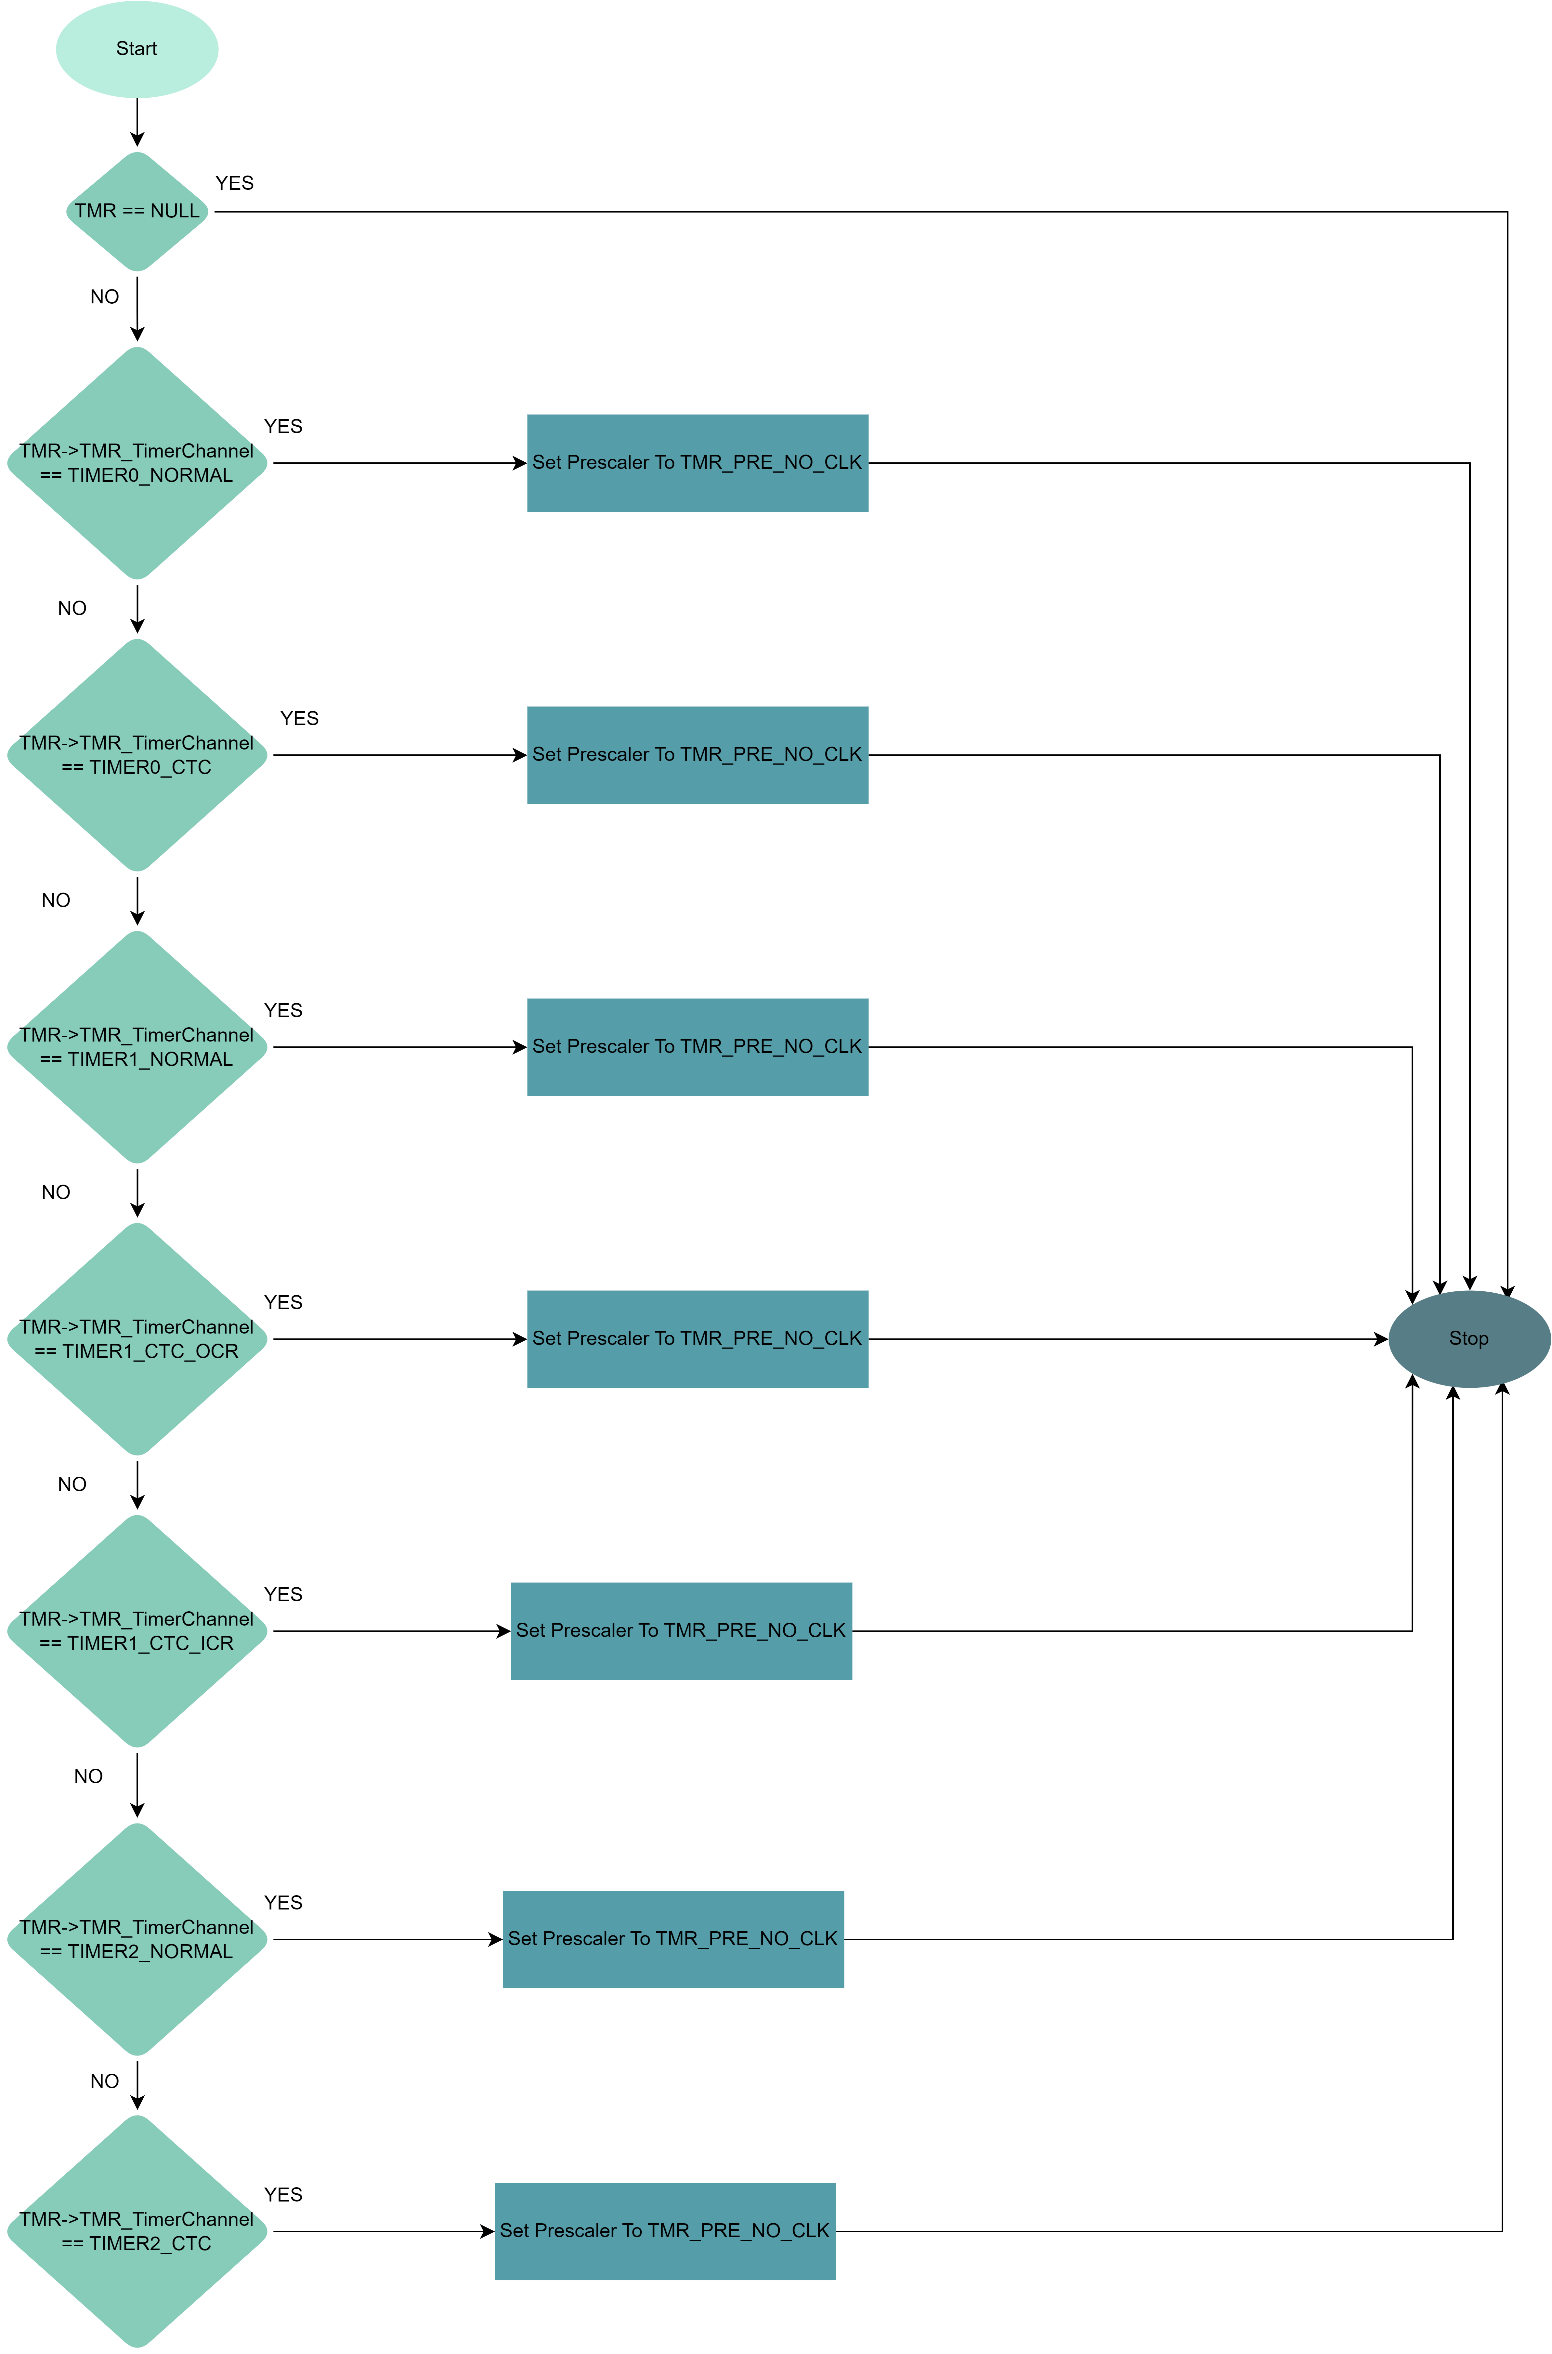 Start
YES
TMR == NULL
NO
YES
TMR->TMR_TimerChannel
== TIMER0_NORMAL
Set Prescaler To TMR_PRE_NO_CLK
NO
YES
TMR->TMR_TimerChannel
== TIMER0_CTC
Set Prescaler To TMR_PRE_NO_CLK
NO
YES
TMR->TMR_TimerChannel
== TIMER1_NORMAL
Set Prescaler To TMR_PRE_NO_CLK
NO
YES
TMR->TMR_TimerChannel
== TIMER1_CTC_OCR
Set Prescaler To TMR_PRE_NO_CLK
Stop
NO
YES
TMR->TMR_TimerChannel
== TIMER1_CTC_ICR
Set Prescaler To TMR_PRE_NO_CLK
NO
YES
TMR->TMR_TimerChannel
== TIMER2_NORMAL
Set Prescaler To TMR_PRE_NO_CLK
NO
YES
TMR->TMR_TimerChannel
== TIMER2_CTC
Set Prescaler To TMR_PRE_NO_CLK